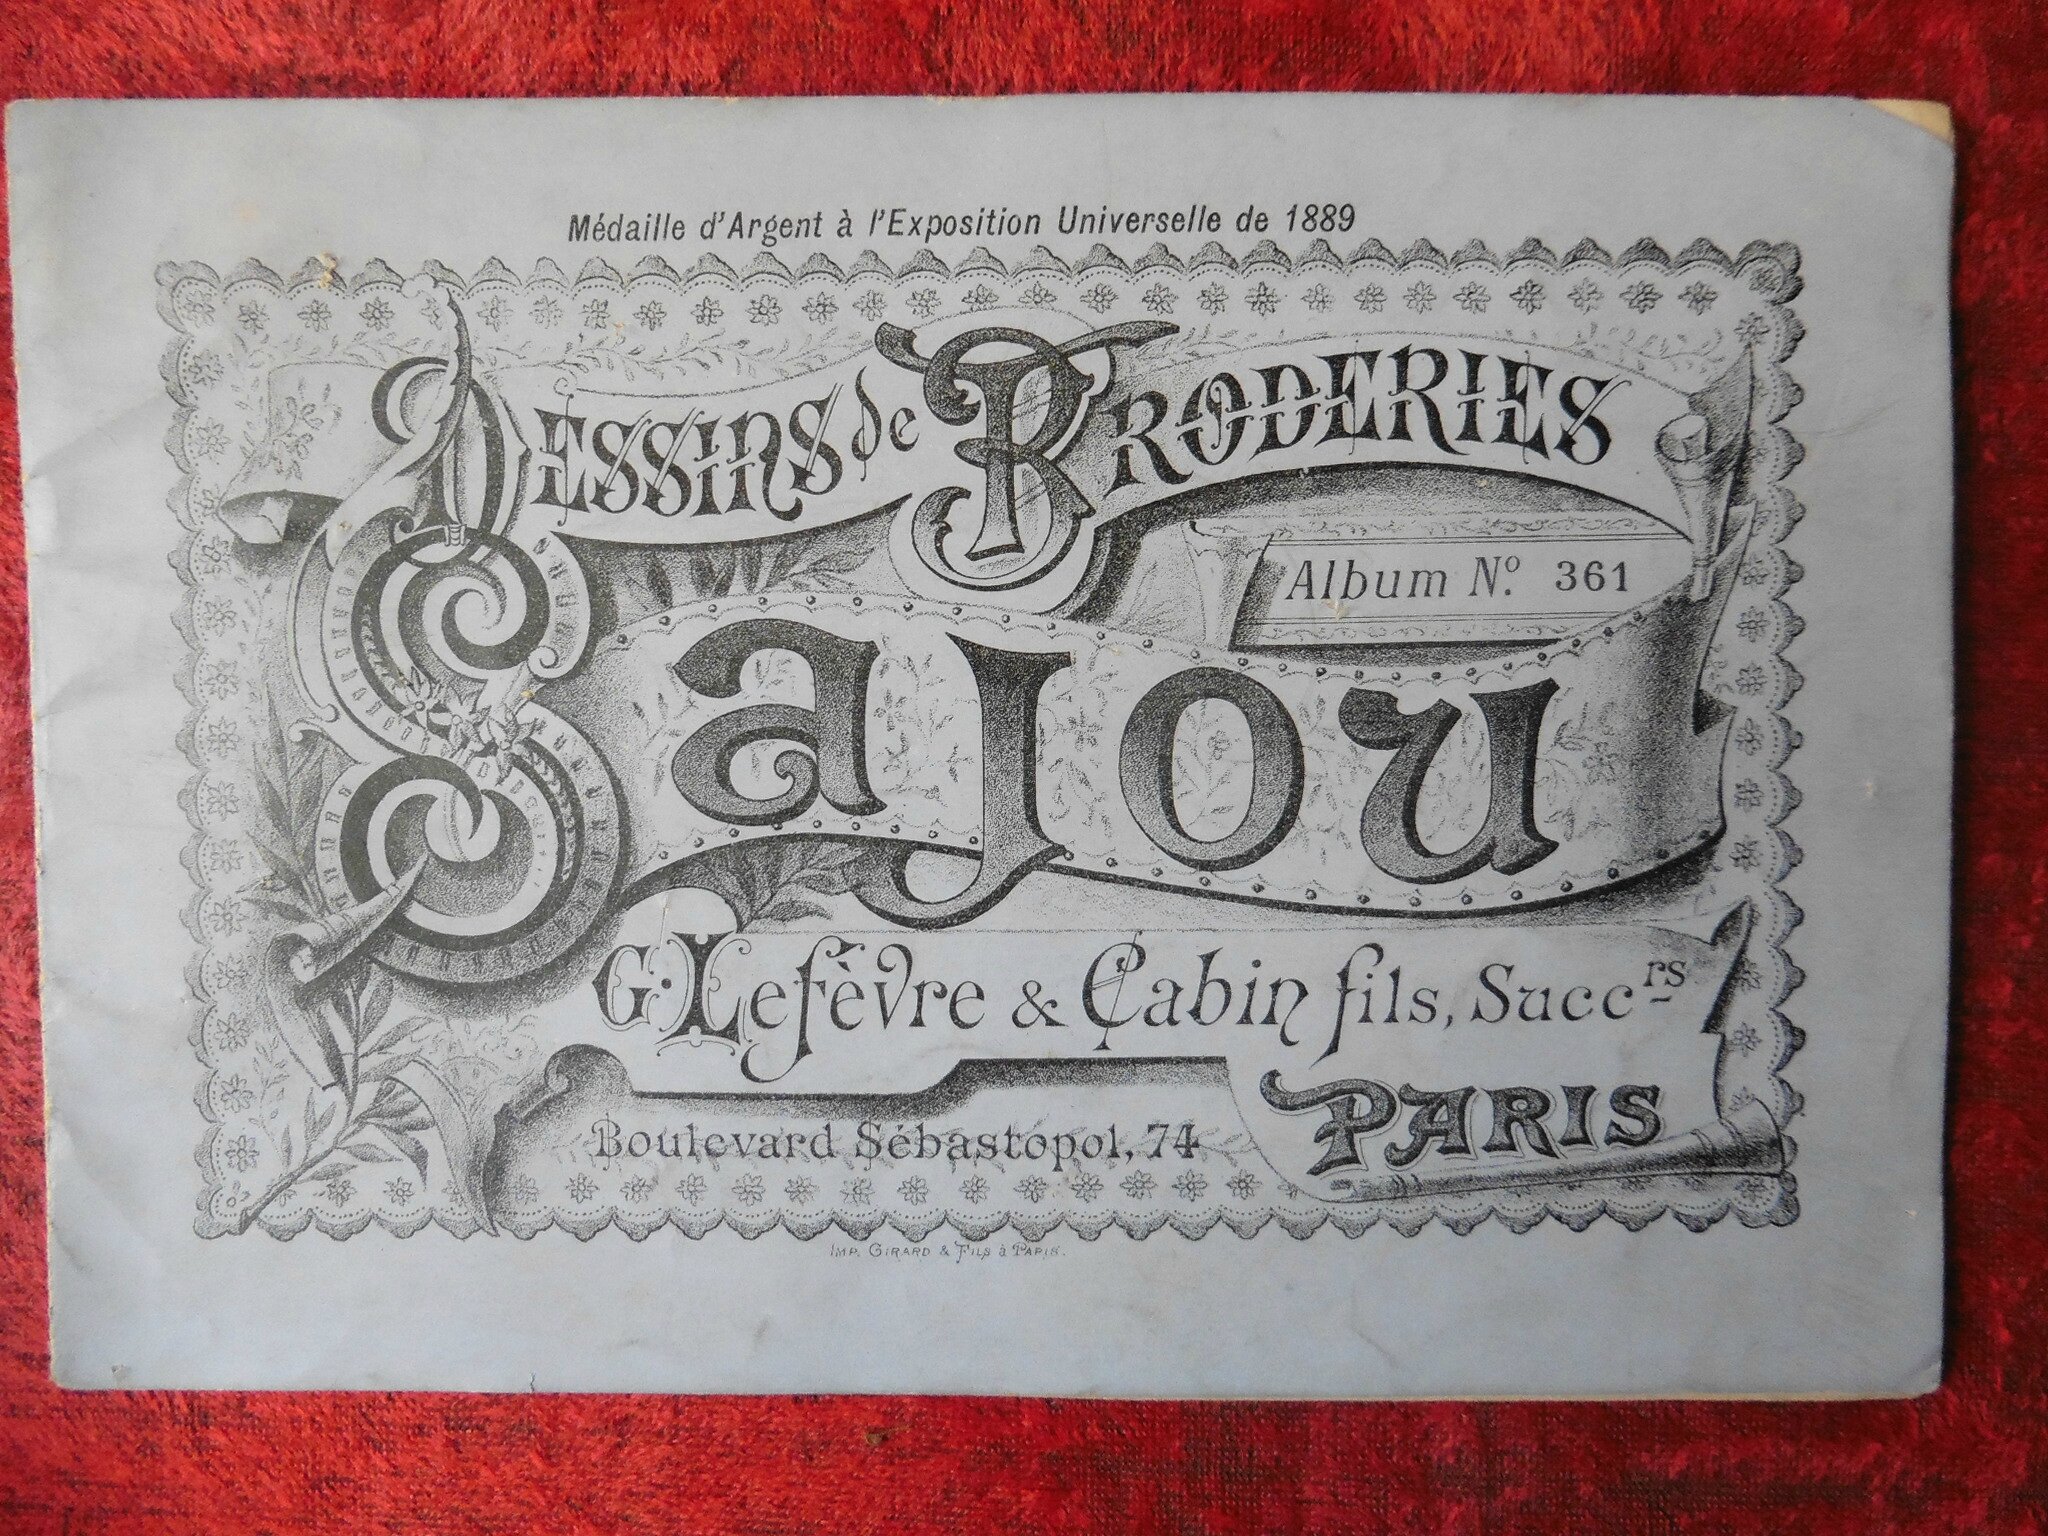 Médaille d'Argent à l'Exposition Universelle de 1889
Dessins de Broderies
Album Nº 361
Sajou
G. Lefèvre & Cabin fils, Succrs
Boulevard Sébastopol, 74
Paris
Imp. Girard & Fils à Paris.